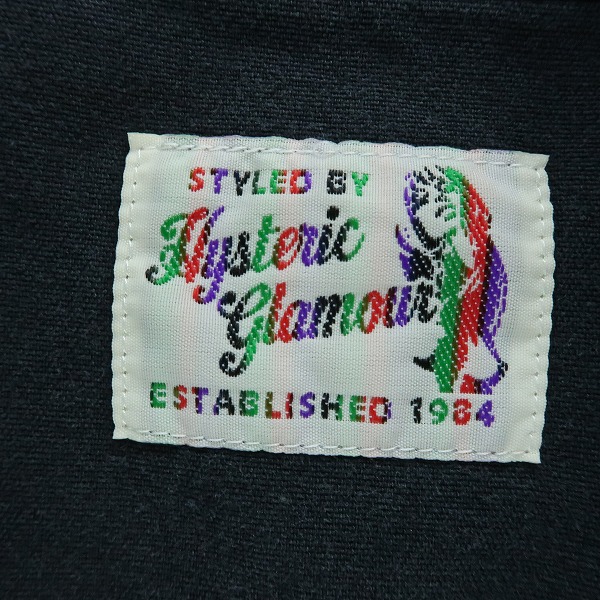 STYLED BY
Hysteric
Glamour
ESTABLISHED 1984